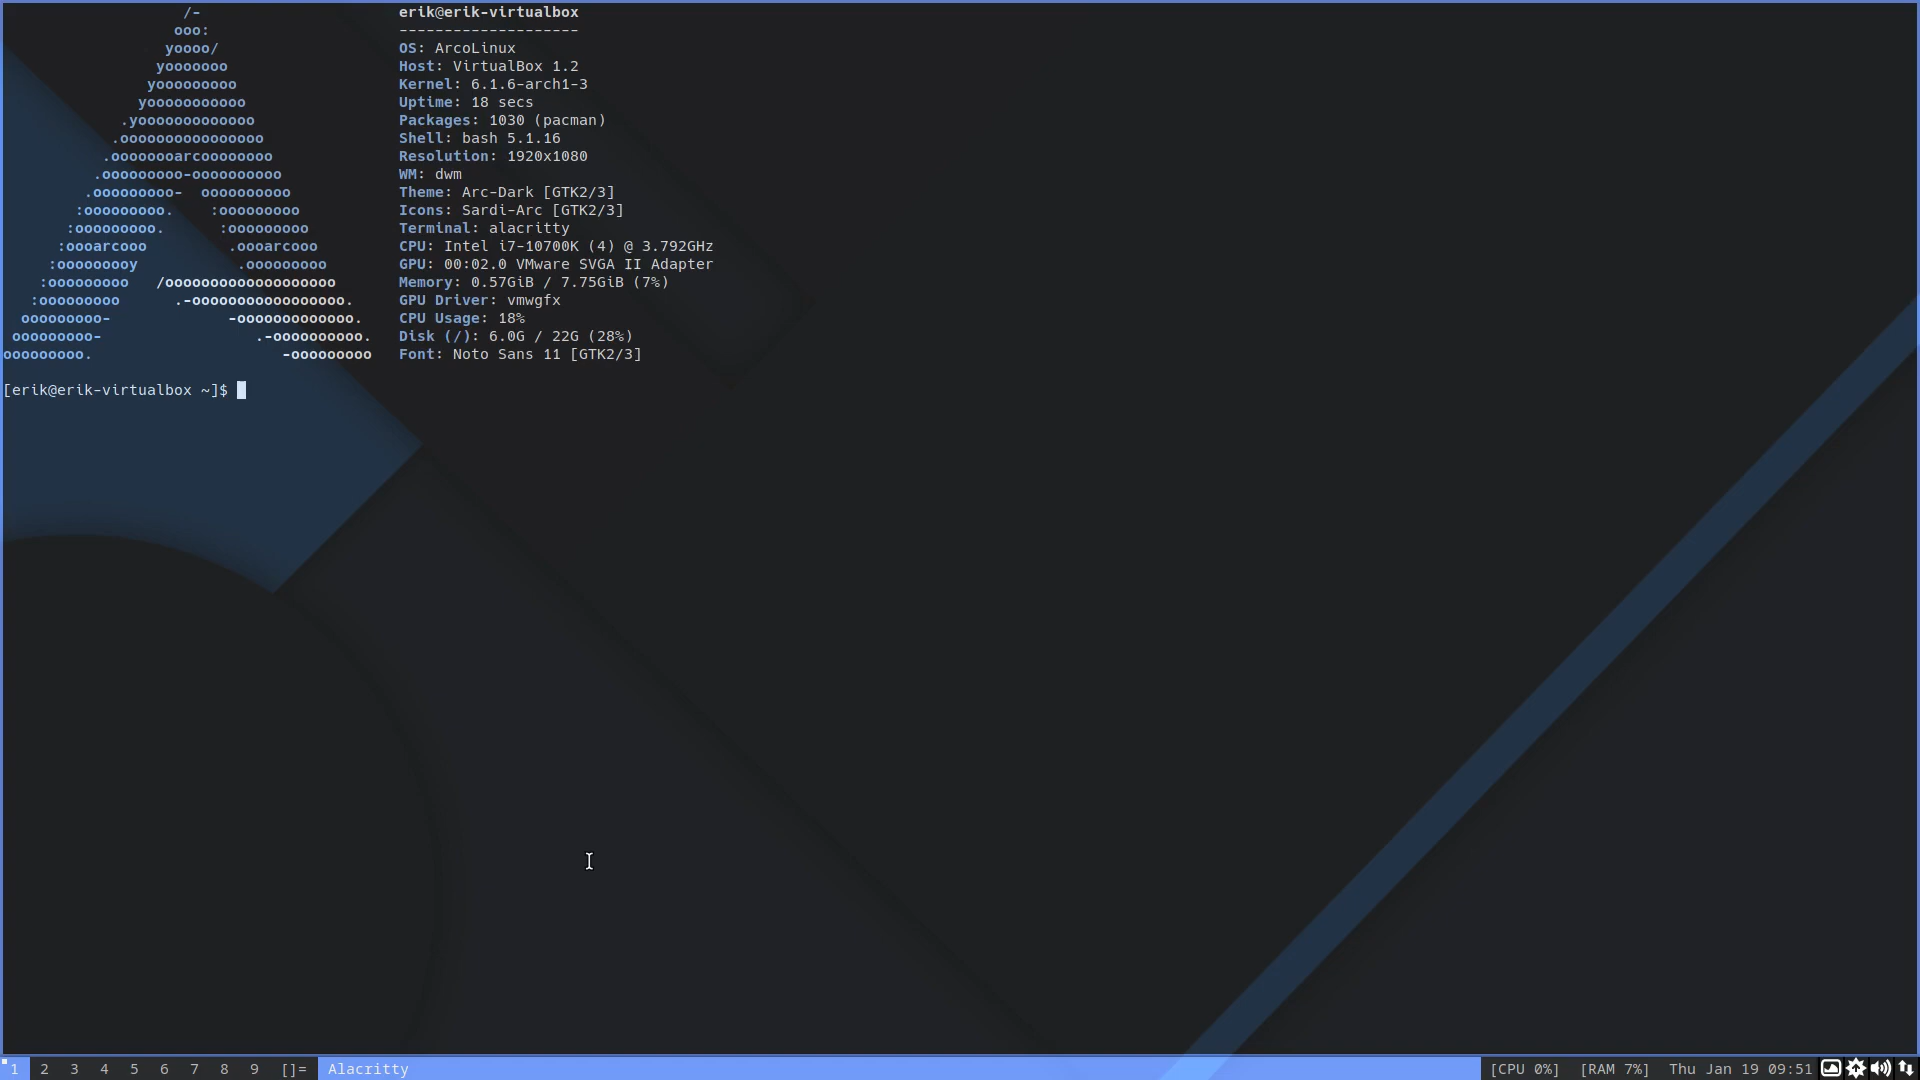 /-
ooo:
yoooo/
yooooooo
yooooooooo
yooooooooooo
.yooooooooooooo
.oooooooooooooooo
.oooooooarcoooooooo
.ooooooooo-oooooooooo
.ooooooooo-  oooooooooo
:ooooooooo.    :ooooooooo
:ooooooooo.      :ooooooooo
:oooarcooo         .oooarcooo
:ooooooooy           .ooooooooo
:ooooooooo   /ooooooooooooooooooo
:ooooooooo      .-ooooooooooooooooo.
ooooooooo-             -ooooooooooooo.
ooooooooo-                 .-oooooooooo.
ooooooooo.                     -ooooooooo
erik@erik-virtualbox
--------------------
OS: ArcoLinux
Host: VirtualBox 1.2
Kernel: 6.1.6-arch1-3
Uptime: 18 secs
Packages: 1030 (pacman)
Shell: bash 5.1.16
Resolution: 1920x1080
WM: dwm
Theme: Arc-Dark [GTK2/3]
Icons: Sardi-Arc [GTK2/3]
Terminal: alacritty
CPU: Intel i7-10700K (4) @ 3.792GHz
GPU: 00:02.0 VMware SVGA II Adapter
Memory: 0.57GiB / 7.75GiB (7%)
GPU Driver: vmwgfx
CPU Usage: 18%
Disk (/): 6.0G / 22G (28%)
Font: Noto Sans 11 [GTK2/3]
[erik@erik-virtualbox ~]$
1 2 3 4 5 6 7 8 9 []= Alacritty [CPU 0%] [RAM 7%] Thu Jan 19 09:51